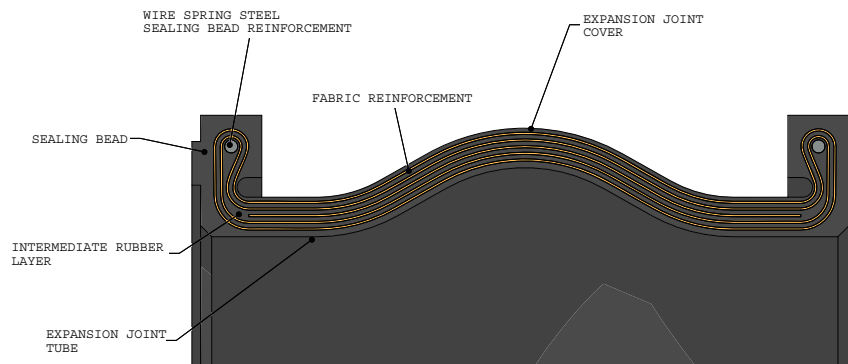 WIRE SPRING STEEL
SEALING BEAD REINFORCEMENT
EXPANSION JOINT
COVER
FABRIC REINFORCEMENT
SEALING BEAD
INTERMEDIATE RUBBER
LAYER
EXPANSION JOINT
TUBE